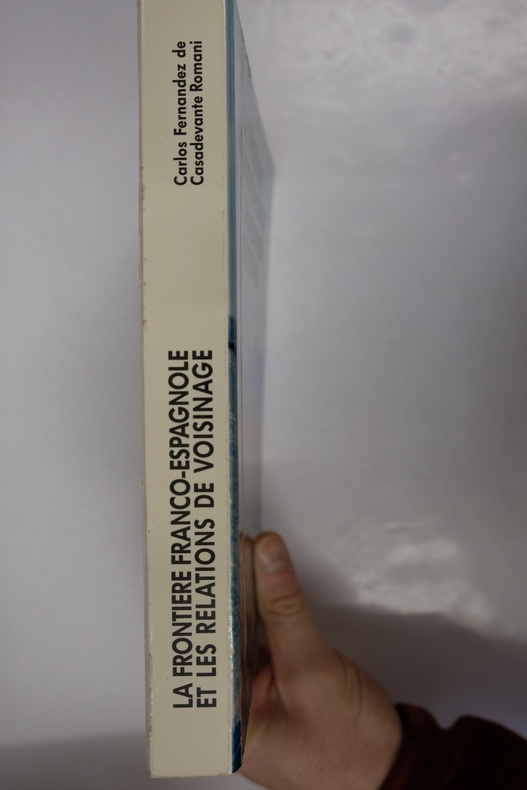 LA FRONTIERE FRANCO-ESPAGNOLE
ET LES RELATIONS DE VOISINAGE
Carlos Fernandez de
Casadevante Romani